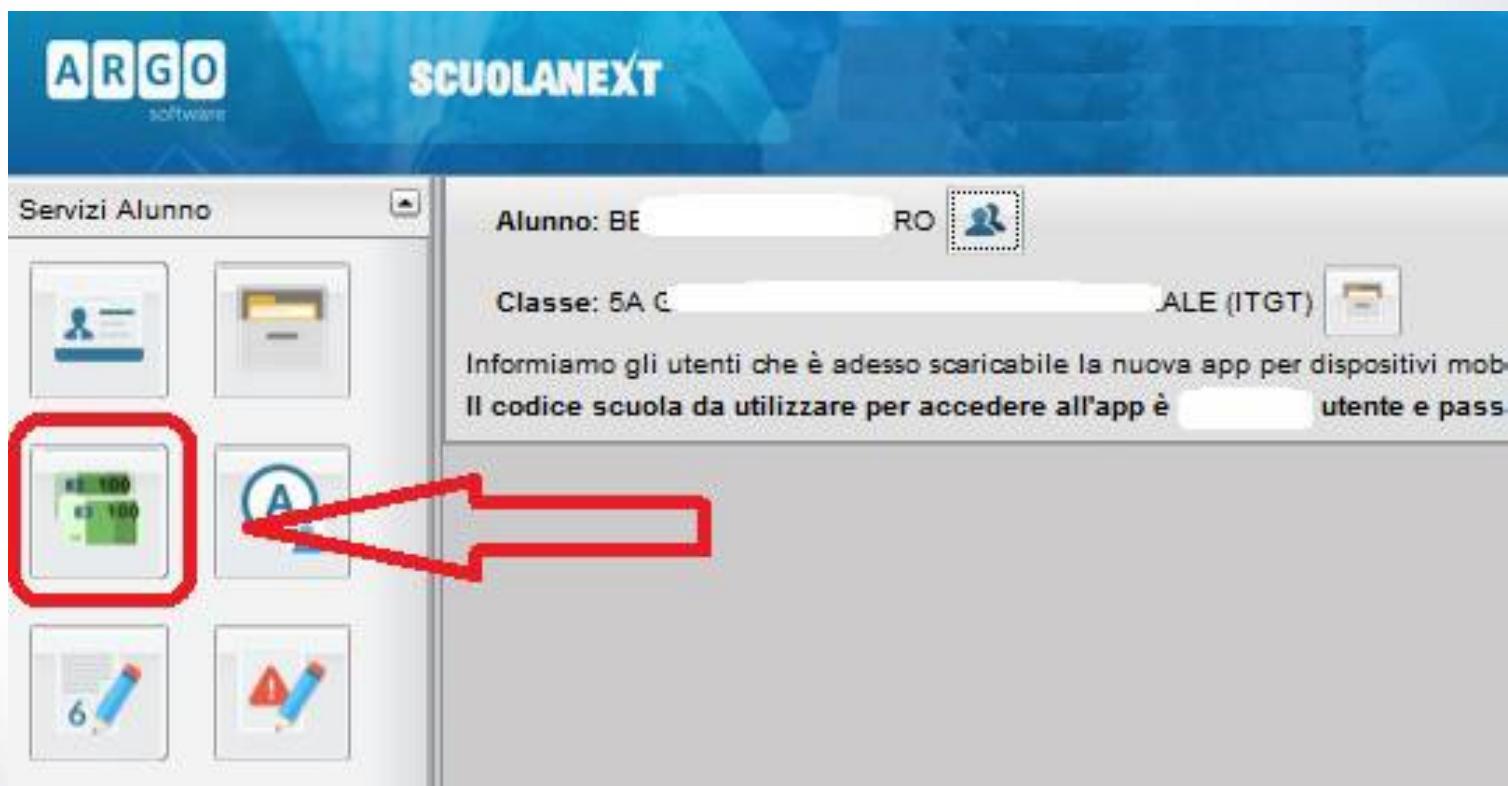 ARGO
software
SCUOLANEXT
Servizi Alunno
Alunno: BE RO
Classe: 5A ALE (ITGT)
Informiamo gli utenti che è adesso scaricabile la nuova app per dispositivi mob
Il codice scuola da utilizzare per accedere all'app è utente e pass
100
100
A
6